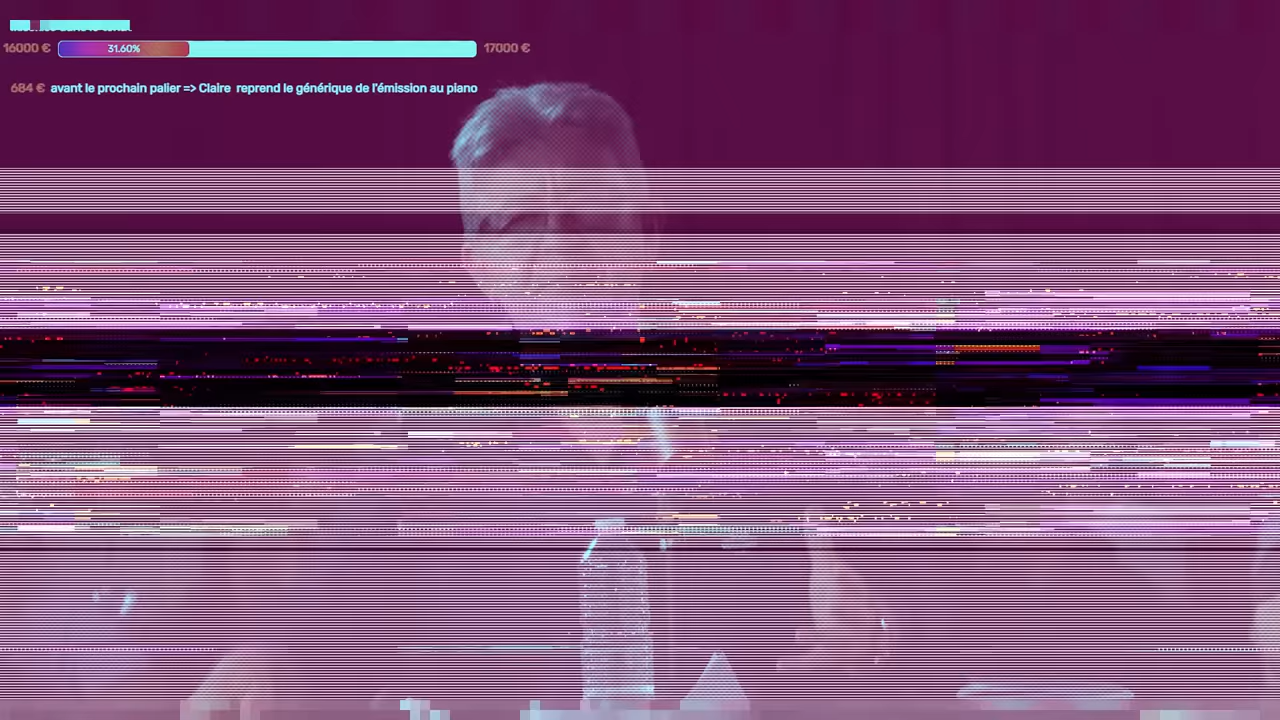 16000 € 31.60% 17000 €
684 € avant le prochain palier => Claire reprend le générique de l'émission au piano